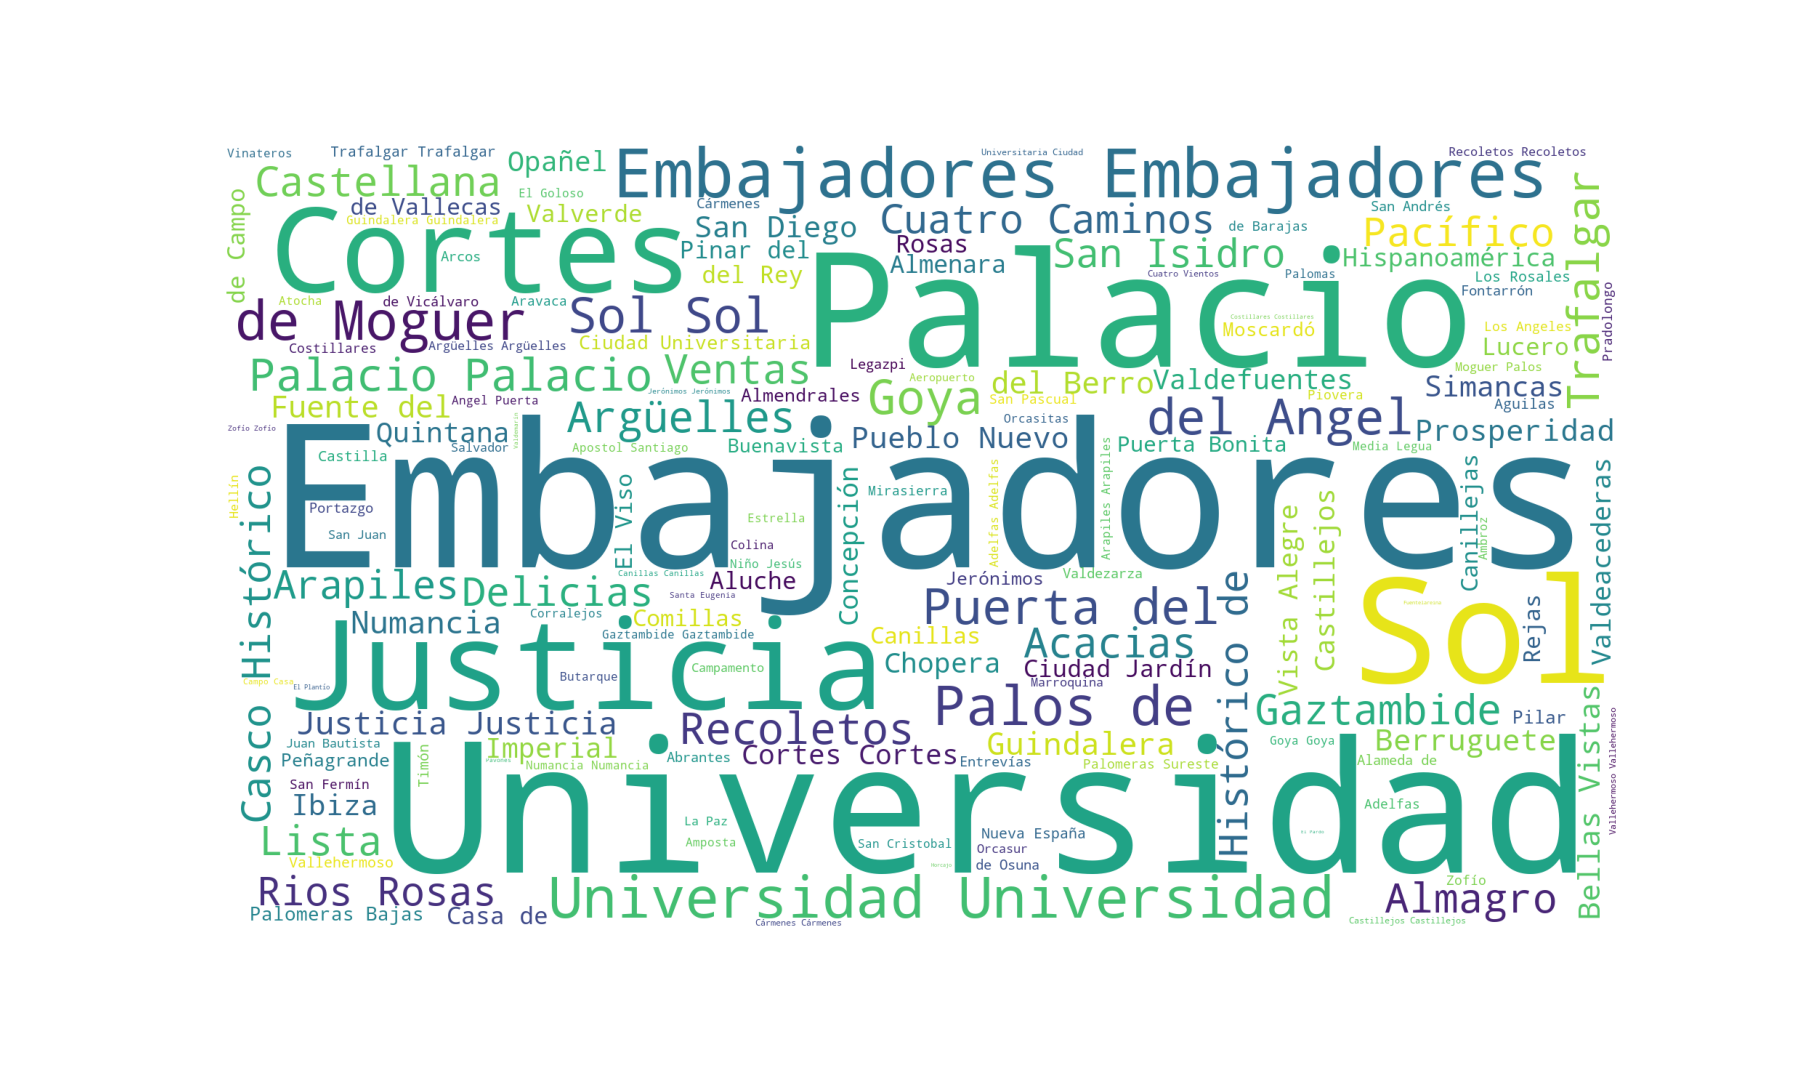 Vinateros
Trafalgar Trafalgar
Opañel
Embajadores Embajadores
Universitaria Ciudad
Recoletos Recoletos
Castellana
El Goloso
de Campo
de Vallecas
Guindalera Guindalera
Valverde
Cármenes
San Diego
Cuatro Caminos
de Barajas
San Andrés
Pacífico
Trafalgar
Cortes
Arcos
Pinar del
Rosas
Almenara
San Isidro
Hispanoamérica
del Rey
Palacio
Cuatro Vientos
Palomas
Los Rosales
Fontarrón
Pradolongo
Atocha
de Vicálvaro
Aravaca
de Moguer
Sol Sol
Costillares Costillares
Moscardó
Los Angeles
Lucero
Costillares
Argüelles Argüelles
Ciudad Universitaria
Legazpi
Moguer Palos
Palacio Palacio
Ventas
Aeropuerto
del Berro
Valdefuentes
Simancas
Jerónimos Jerónimos
Almendrales
Goya
San Pascual
Piovera
Aguilas
Fuente del
Angel Puerta
Argüelles
Orcasitas
del Angel
Zofío Zofío
Quintana
Salvador
Apostol Santiago
Buenavista
Pueblo Nuevo
Puerta Bonita
Media Legua
Prosperidad
Castilla
Embajadores
Hellín
Casco Histórico
Portazgo
San Juan
El Viso
Estrella
Colina
Niño Jesús
Concepción
Mirasierra
Adelfas Adelfas
Arapiles Arapiles
Vista Alegre
Castillejos
Canillejas
Ambroz
Valdeacederas
Canillas Canillas
Arapiles
Delicias
Santa Eugenia
Aluche
Jerónimos
Valdezarza
Histórico de
Sol
Numancia
Corralejos
Comillas
Gaztambide Gaztambide
Puerta del
Canillas
Acacias
Rejas
Justicia
Butarque
Campamento
Chopera
Ciudad Jardín
Marroquina
Campo Casa
El Plantío
Justicia Justicia
Recoletos
Palos de
Gaztambide
Pilar
Bellas Vistas
Vallehermoso Vallehermoso
Juan Bautista
Peñagrande
Timón
Imperial
Numancia Numancia
Abrantes
Cortes Cortes
Entrevías
Guindalera
Palomeras Sureste
Goya Goya
Berruguete
Alameda de
San Fermín
Ibiza
Universidad
Adelfas
Lista
La Paz
Amposta
San Cristobal
Nueva España
Orcasur
de Osuna
Vallehermoso
Rios Rosas
Palomeras Bajas
Casa de
Universidad Universidad
Cármenes Cármenes
Zofío
Almagro
Castillejos Castillejos